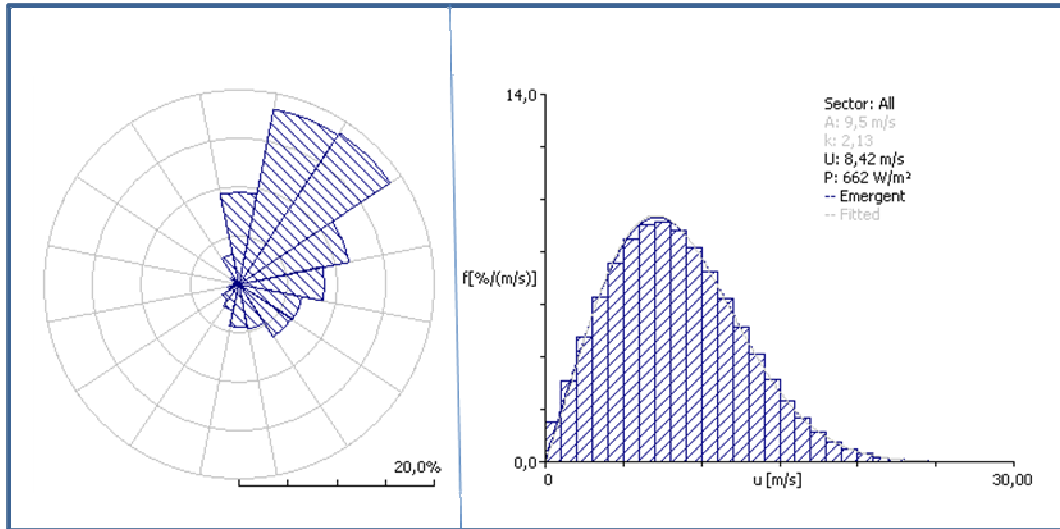 20,0%
14,0
f[%/(m/s)]
0,0
0
u [m/s]
30,00
Sector: All
A: 9,5 m/s
k: 2,13
U: 8,42 m/s
P: 662 W/m²
-- Emergent
-- Fitted